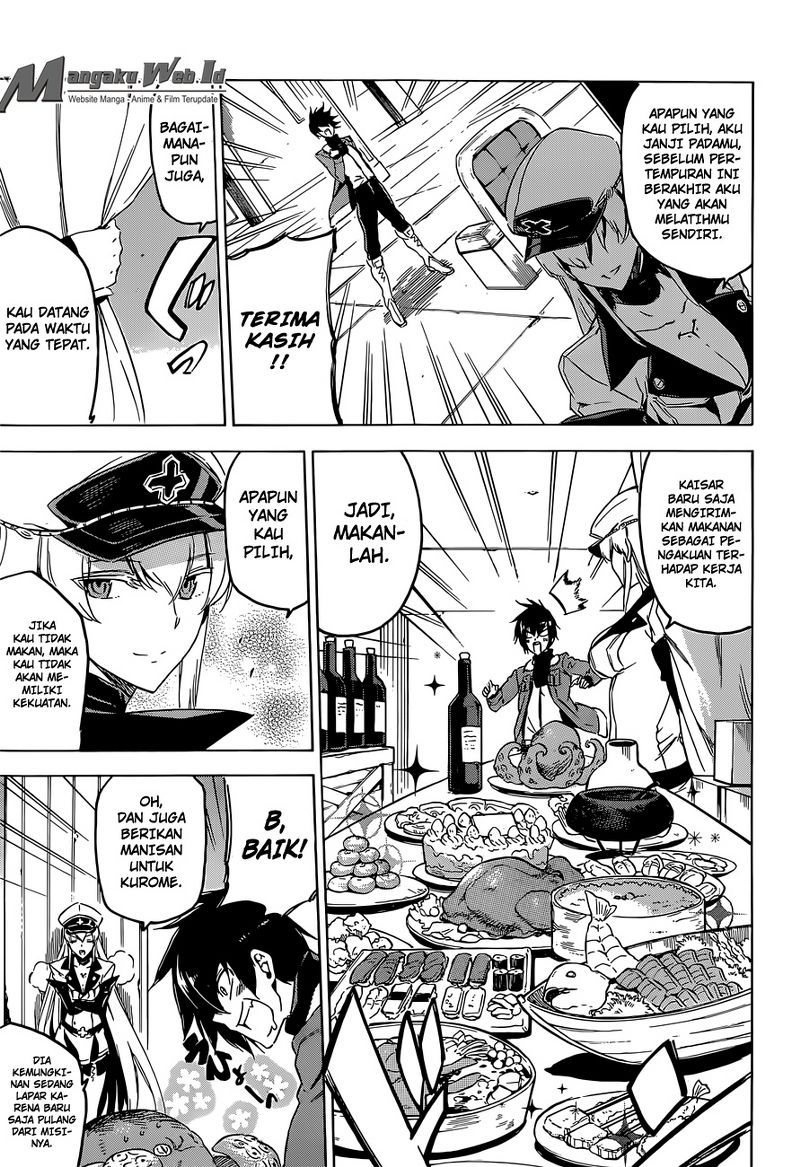 Mangaku.Web.Id
Website Manga - Anime & Film Terupdate
APAPUN YANG
KAU PILIH, AKU
JANJI PADAMU,
SEBELUM PER-
TEMPURAN INI
BERAKHIR AKU
YANG AKAN
MELATIHMU
SENDIRI.
TERIMA
KASIH
!!
BAGAI-
MANA-
PUN
JUGA,
KAU DATANG
PADA WAKTU
YANG TEPAT.
KAISAR
BARU SAJA
MENGIRIM-
KAN MAKANAN
SEBAGAI PE-
NGAKUAN TER-
HADAP KERJA
KITA.
JADI,
MAKAN-
LAH.
APAPUN
YANG
KAU
PILIH,
JIKA
KAU TIDAK
MAKAN, MAKA
KAU TIDAK
AKAN ME-
MILIKI
KEKUATAN.
B,
BAIK!
OH,
DAN JUGA
BERIKAN
MANISAN
UNTUK
KUROME.
DIA
KEMUNGKI-
NAN SEDANG
LAPAR KA-
RENA BARU
SAJA PULANG
DARI MISI-
NYA.